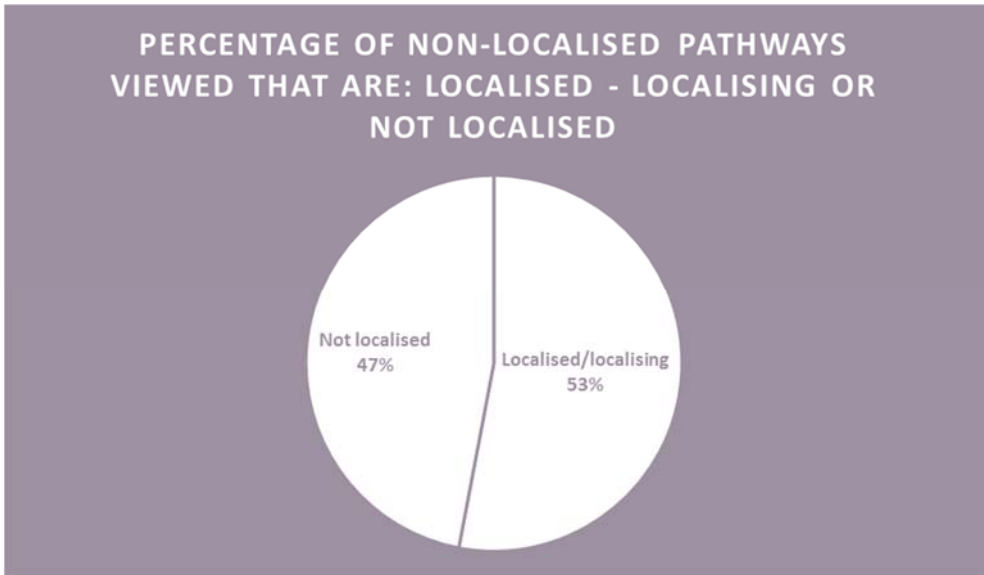 PERCENTAGE OF NON-LOCALISED PATHWAYS
VIEWED THAT ARE: LOCALISED - LOCALISING OR
NOT LOCALISED
Not localised
47%
Localised/localising
53%